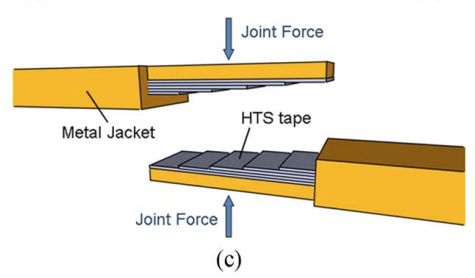 Joint Force
Metal Jacket
HTS tape
Joint Force
(c)